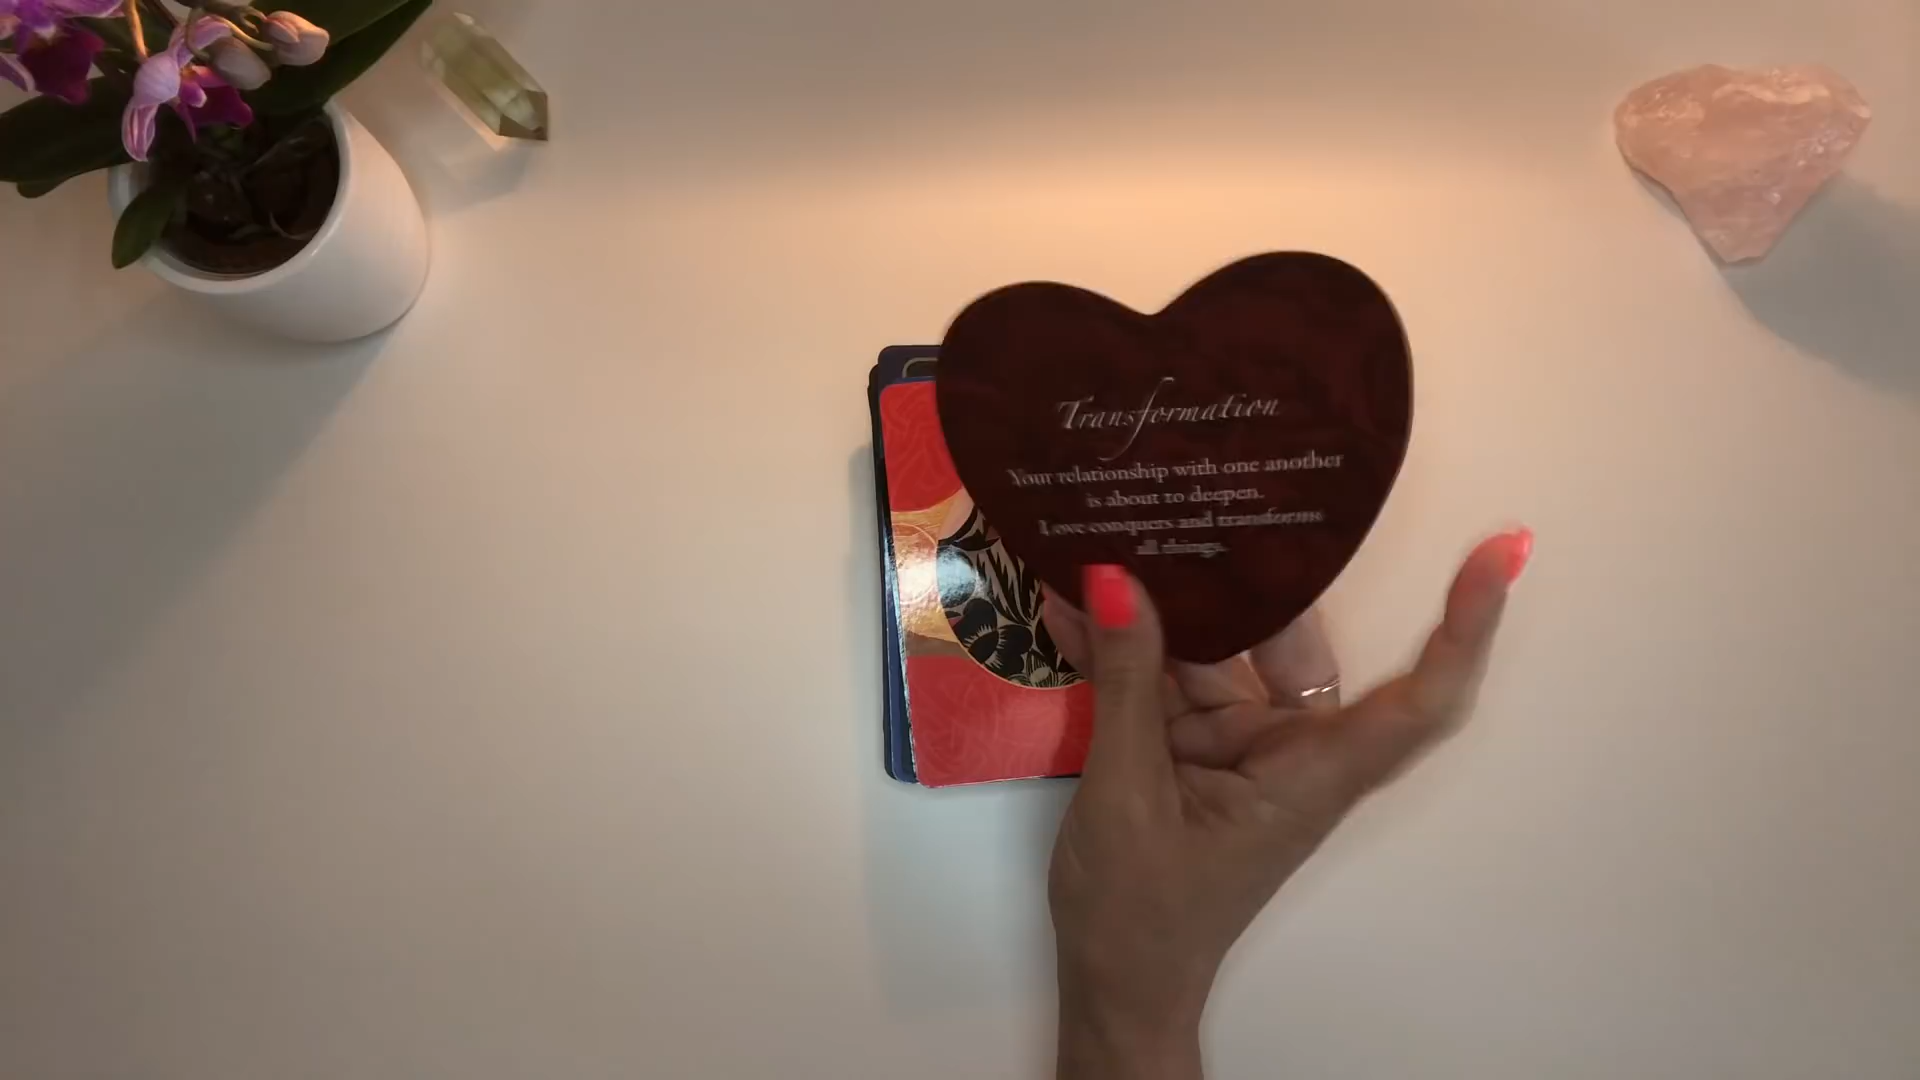 Transformation
Your relationship with one another
is about to deepen.
Love conquers and transforms
all things.